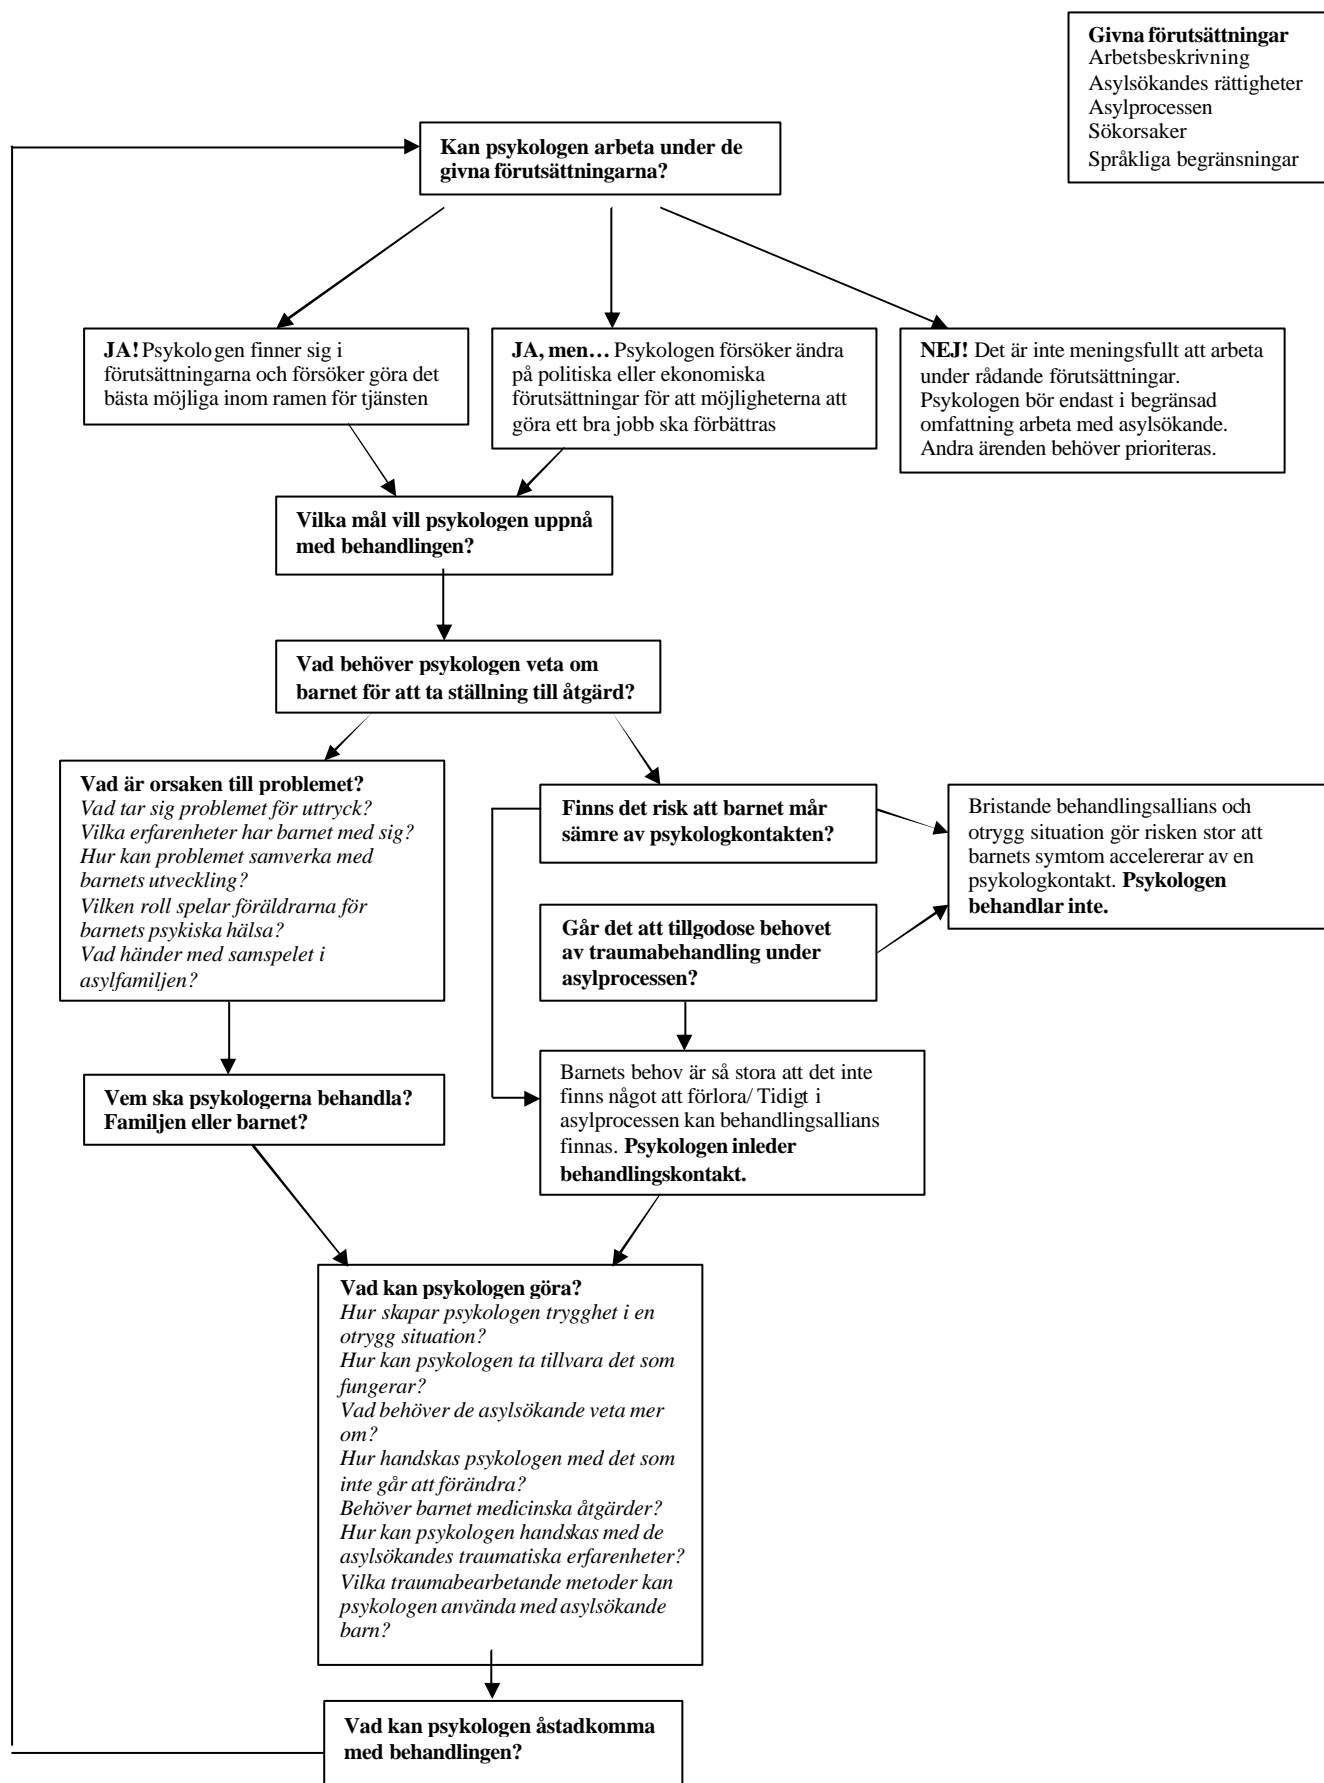 Givna förutsättningar
Arbetsbeskrivning
Asylsökandes rättigheter
Asylprocessen
Sökorsaker
Språkliga begränsningar
Kan psykologen arbeta under de
givna förutsättningarna?
JA! Psykologen finner sig i
förutsättningarna och försöker göra det
bästa möjliga inom ramen för tjänsten
JA, men… Psykologen försöker ändra
på politiska eller ekonomiska
förutsättningar för att möjligheterna att
göra ett bra jobb ska förbättras
NEJ! Det är inte meningsfullt att arbeta
under rådande förutsättningar.
Psykologen bör endast i begränsad
omfattning arbeta med asylsökande.
Andra ärenden behöver prioriteras.
Vilka mål vill psykologen uppnå
med behandlingen?
Vad behöver psykologen veta om
barnet för att ta ställning till åtgärd?
Vad är orsaken till problemet?
Vad tar sig problemet för uttryck?
Vilka erfarenheter har barnet med sig?
Hur kan problemet samverka med
barnets utveckling?
Vilken roll spelar föräldrarna för
barnets psykiska hälsa?
Vad händer med samspelet i
asylfamiljen?
Finns det risk att barnet mår
sämre av psykologkontakten?
Bristande behandlingsallians och
otrygg situation gör risken stor att
barnets symtom accelererar av en
psykologkontakt. Psykologen
behandlar inte.
Går det att tillgodose behovet
av traumabehandling under
asylprocessen?
Vem ska psykologerna behandla?
Familjen eller barnet?
Barnets behov är så stora att det inte
finns något att förlora/ Tidigt i
asylprocessen kan behandlingsallians
finnas. Psykologen inleder
behandlingskontakt.
Vad kan psykologen göra?
Hur skapar psykologen trygghet i en
otrygg situation?
Hur kan psykologen ta tillvara det som
fungerar?
Vad behöver de asylsökande veta mer
om?
Hur handskas psykologen med det som
inte går att förändra?
Behöver barnet medicinska åtgärder?
Hur kan psykologen handskas med de
asylsökandes traumatiska erfarenheter?
Vilka traumabearbetande metoder kan
psykologen använda med asylsökande
barn?
Vad kan psykologen åstadkomma
med behandlingen?